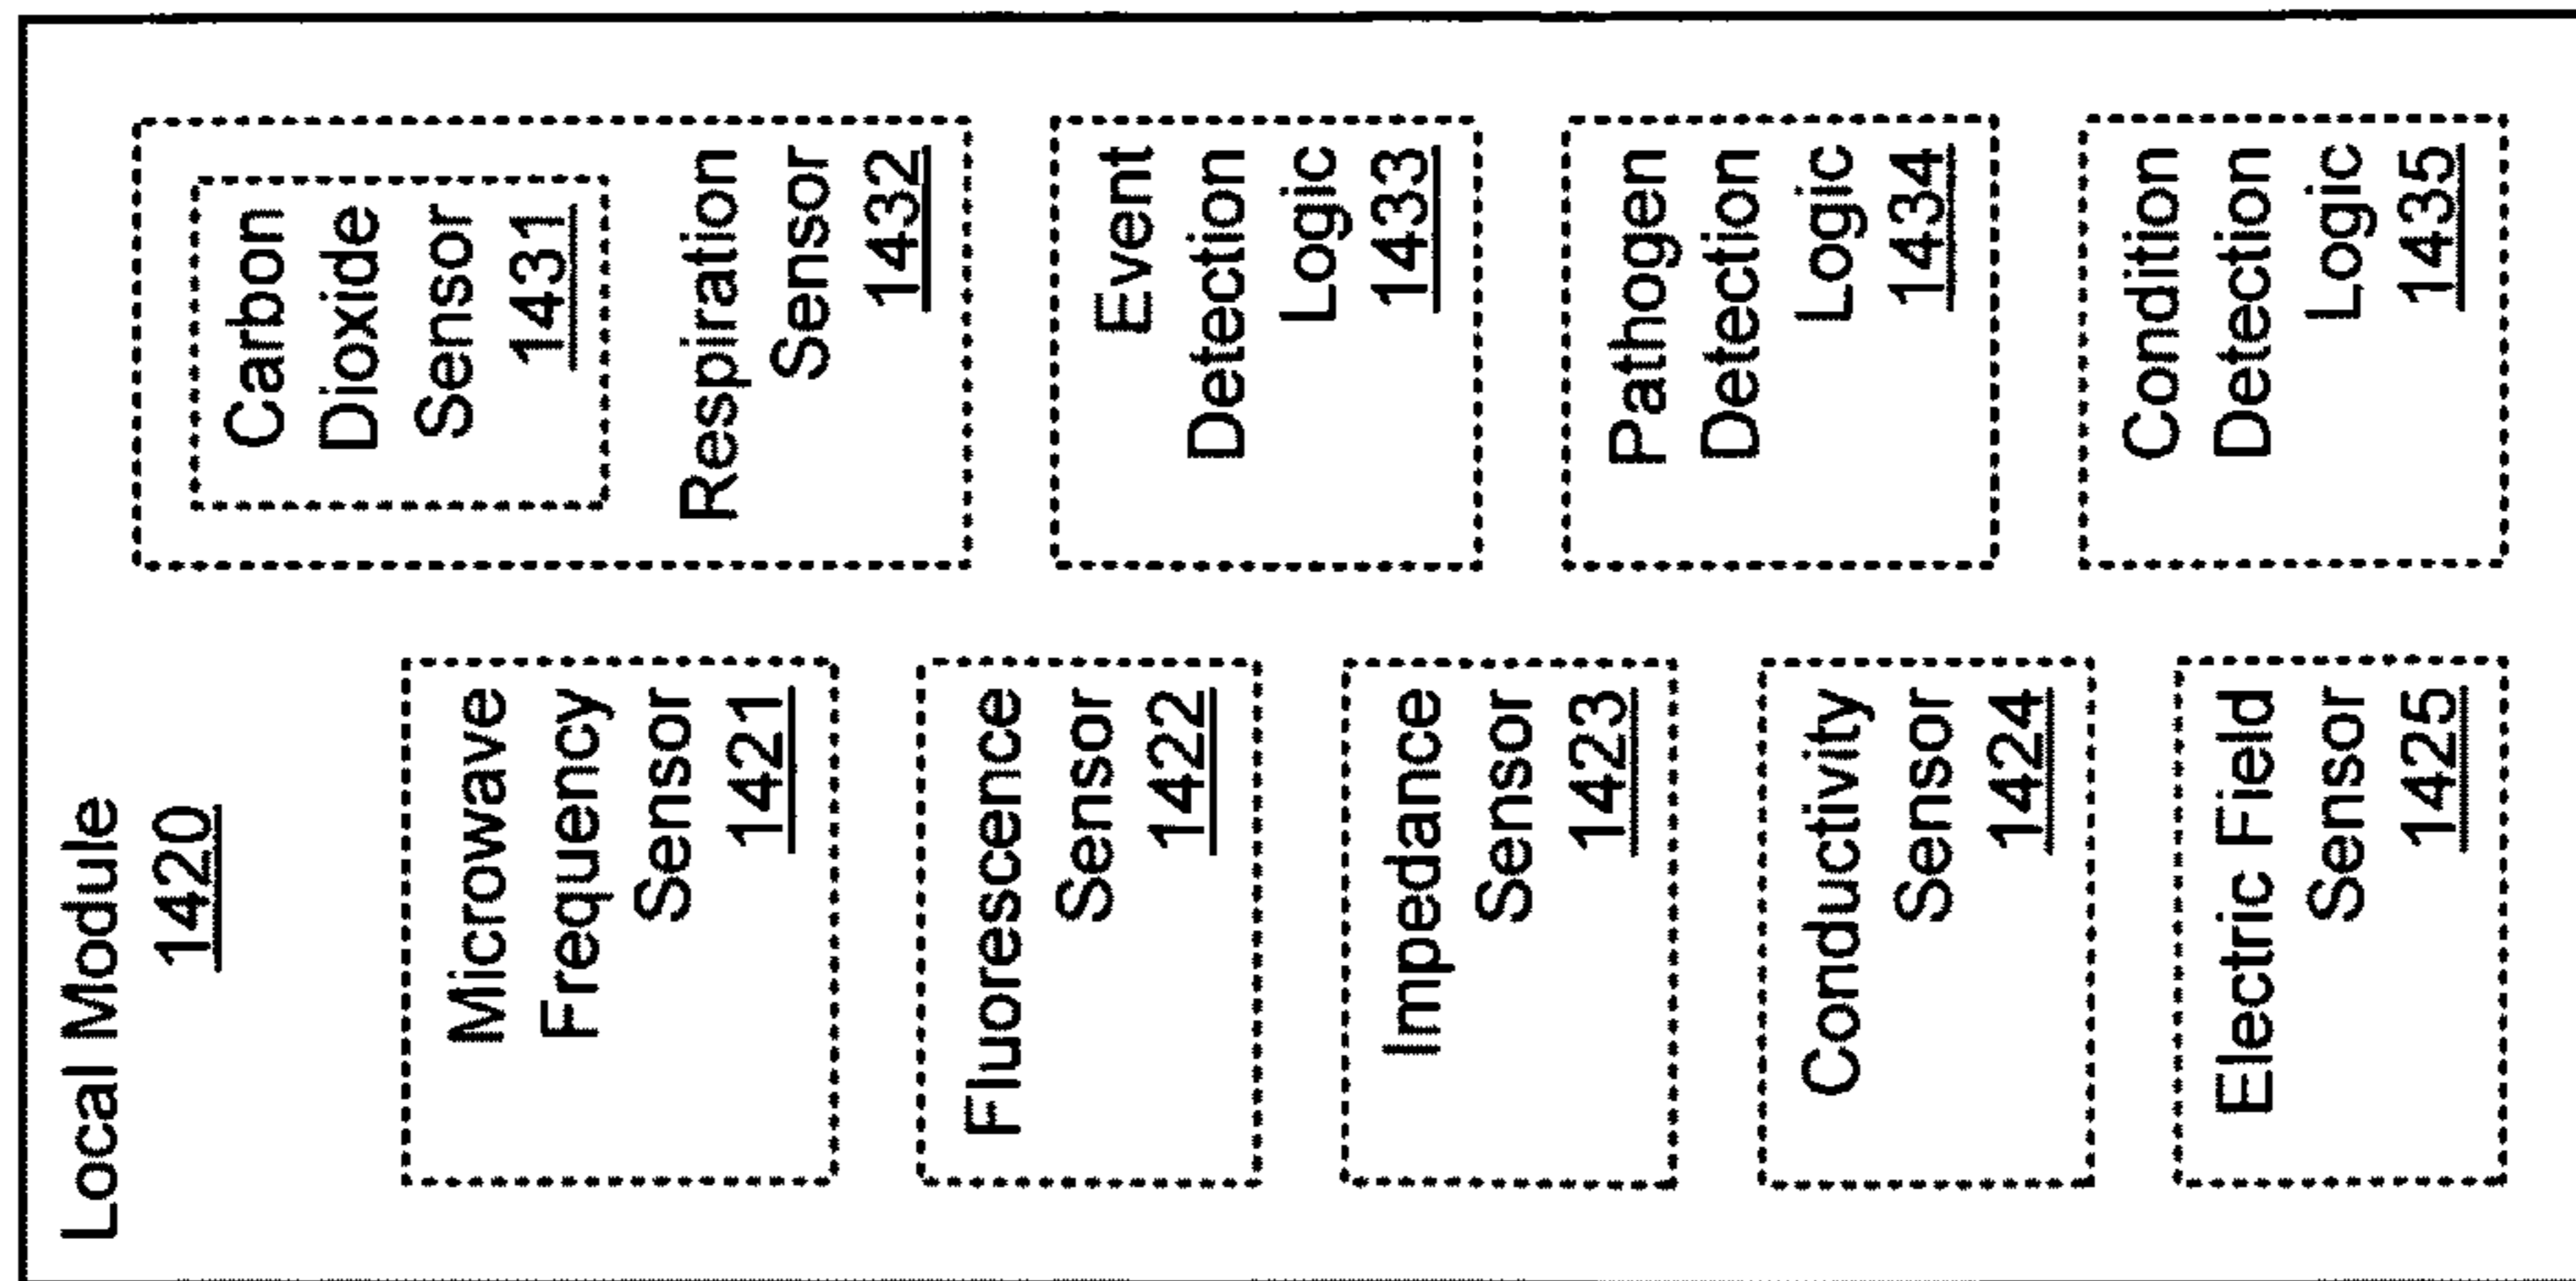 Local Module
1420
Microwave
Frequency
Sensor
1421
Fluorescence
Sensor
1422
Impedance
Sensor
1423
Conductivity
Sensor
1424
Electric Field
Sensor
1425
Carbon
Dioxide
Sensor
1431
Respiration
Sensor
1432
Event
Detection
Logic
1433
Pathogen
Detection
Logic
1434
Condition
Detection
Logic
1435